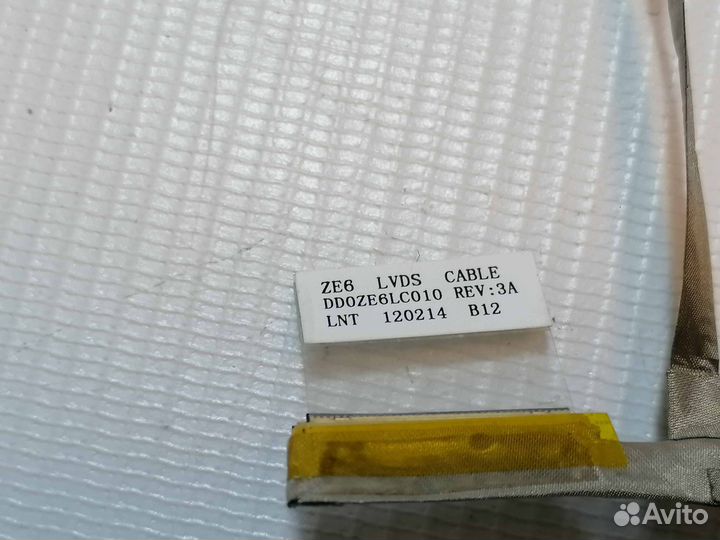 ZE6 LVDS CABLE
DD0ZE6LC010 REV:3A
LNT 120214 B12
Avito